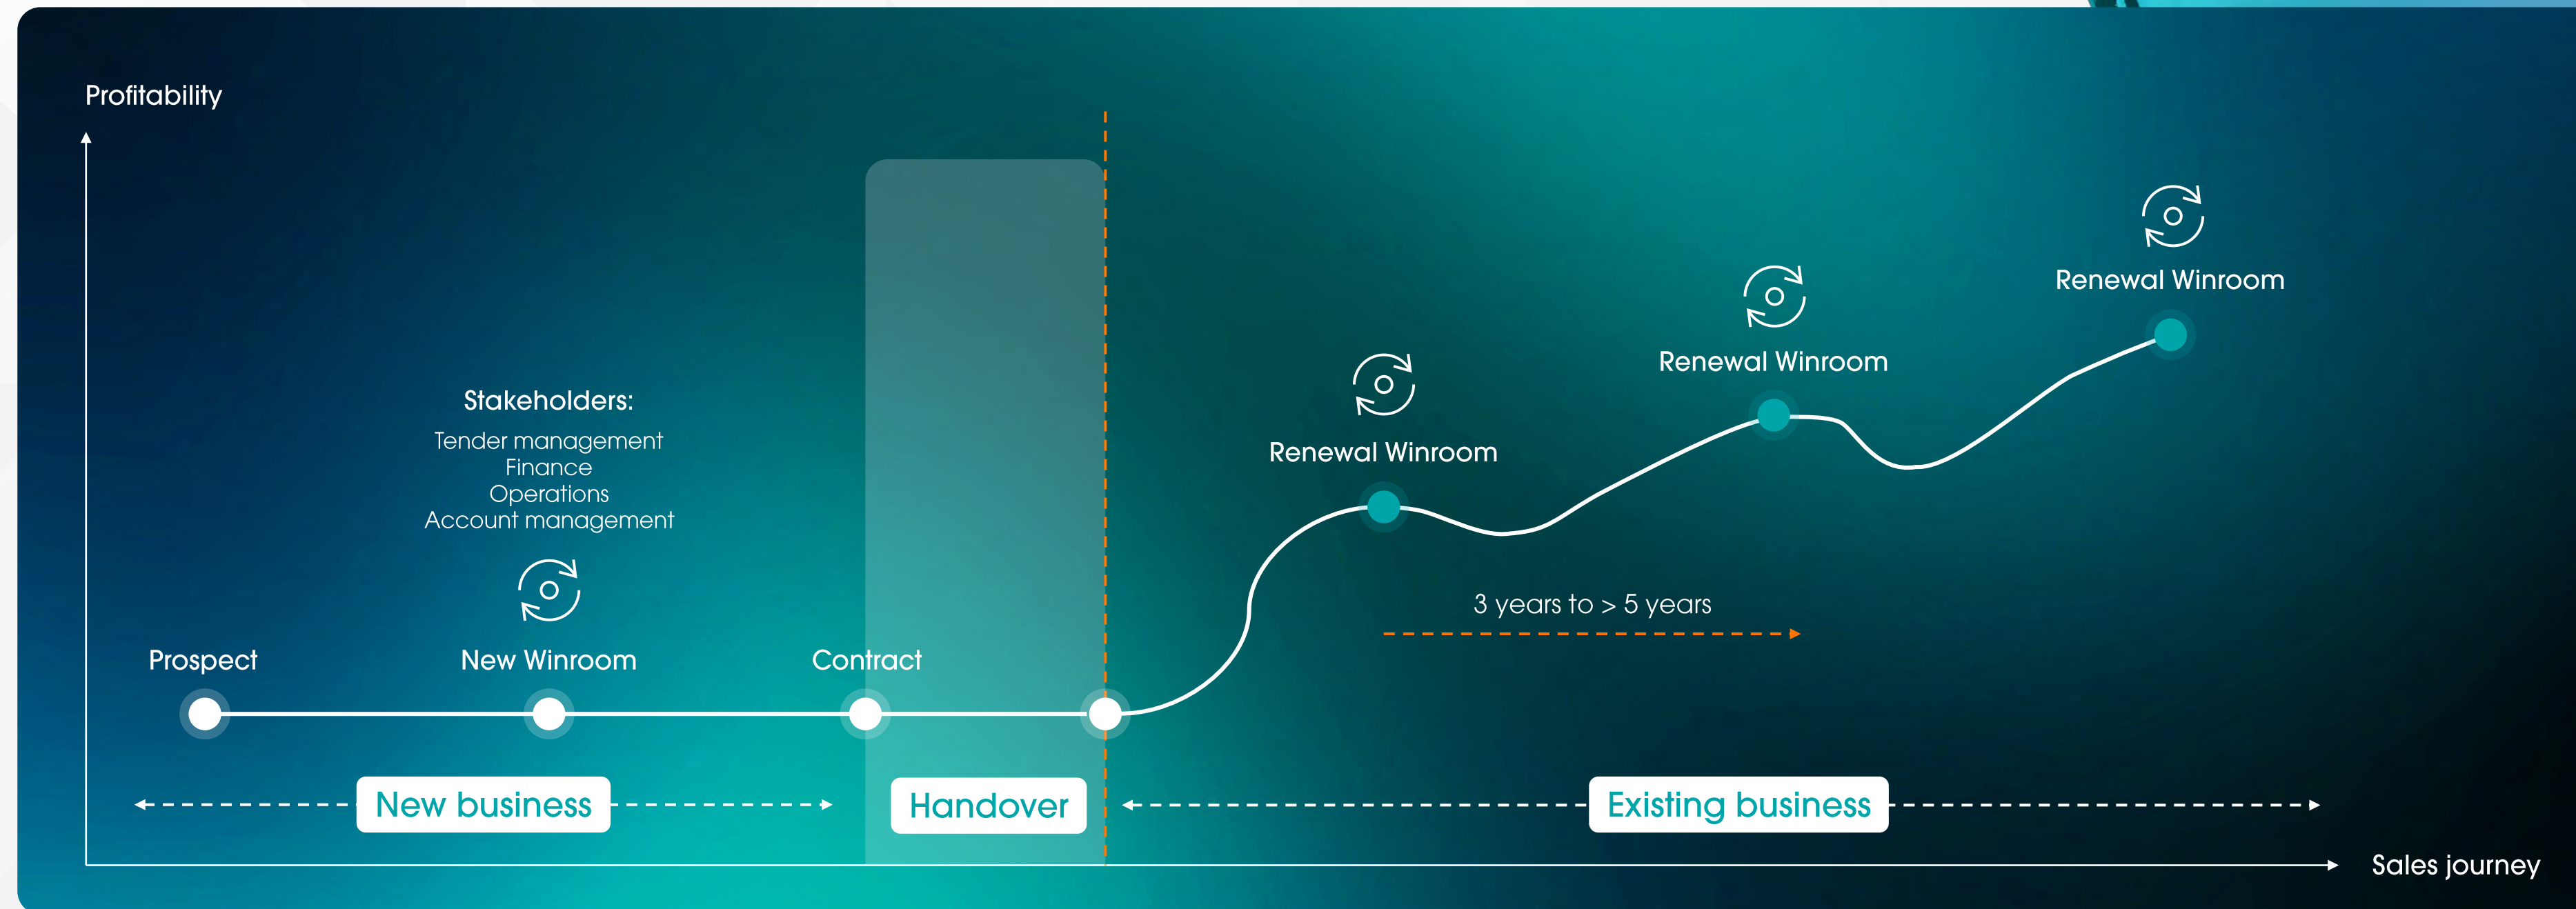 Profitability
Stakeholders:
Tender management
Finance
Operations
Account management
Prospect
New Winroom
Contract
Renewal Winroom
Renewal Winroom
Renewal Winroom
3 years to > 5 years
New business
Handover
Existing business
Sales journey